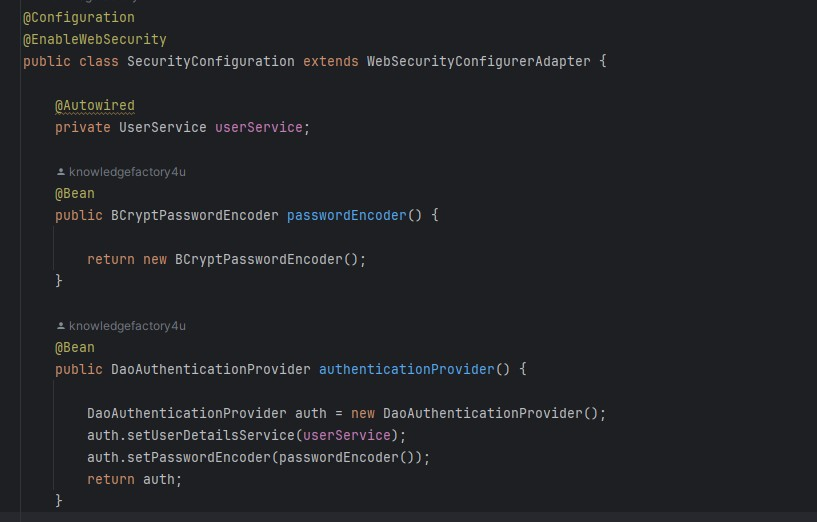 @Configuration
@EnableWebSecurity
public class SecurityConfiguration extends WebSecurityConfigurerAdapter {
@Autowired
private UserService userService;
knowledgefactory4u
@Bean
public BCryptPasswordEncoder passwordEncoder() {
return new BCryptPasswordEncoder();
}
knowledgefactory4u
@Bean
public DaoAuthenticationProvider authenticationProvider() {
DaoAuthenticationProvider auth = new DaoAuthenticationProvider();
auth.setUserDetailsService(userService);
auth.setPasswordEncoder(passwordEncoder());
return auth;
}